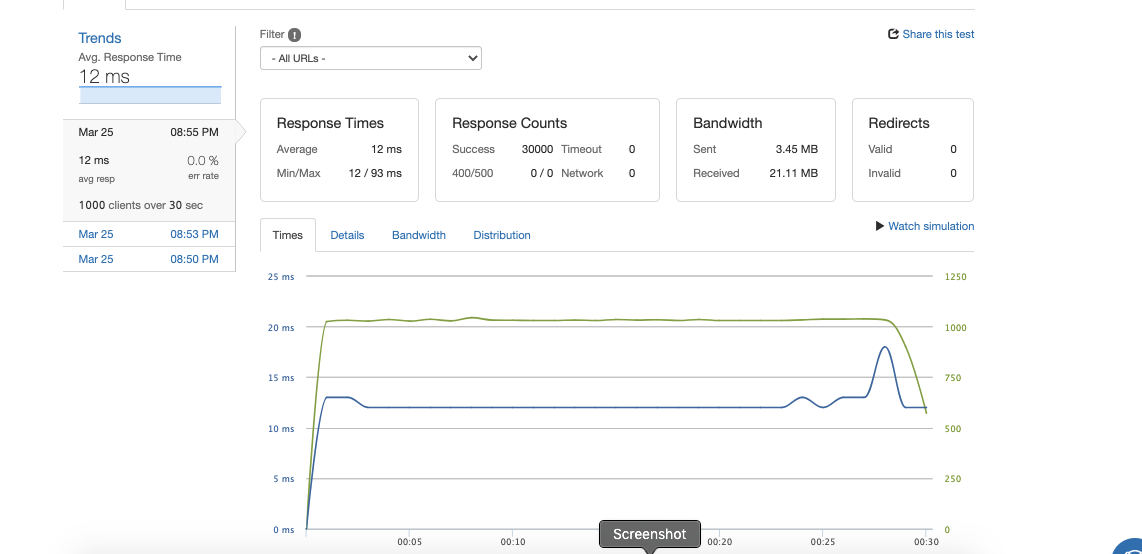 Trends
Avg. Response Time
12 ms
Mar 25 08:55 PM
12 ms 0.0 %
avg resp err rate
1000 clients over 30 sec
Mar 25 08:53 PM
Mar 25 08:50 PM
Filter !
- All URLs -
Share this test
Response Times
Average 12 ms
Min/Max 12 / 93 ms
Response Counts
Success 30000 Timeout 0
400/500 0 / 0 Network 0
Bandwidth
Sent 3.45 MB
Received 21.11 MB
Redirects
Valid 0
Invalid 0
Times Details Bandwidth Distribution
Watch simulation
25 ms 1250
20 ms 1000
15 ms 750
10 ms 500
5 ms 250
0 ms 0
00:05 00:10 00:20 00:25 00:30
Screenshot